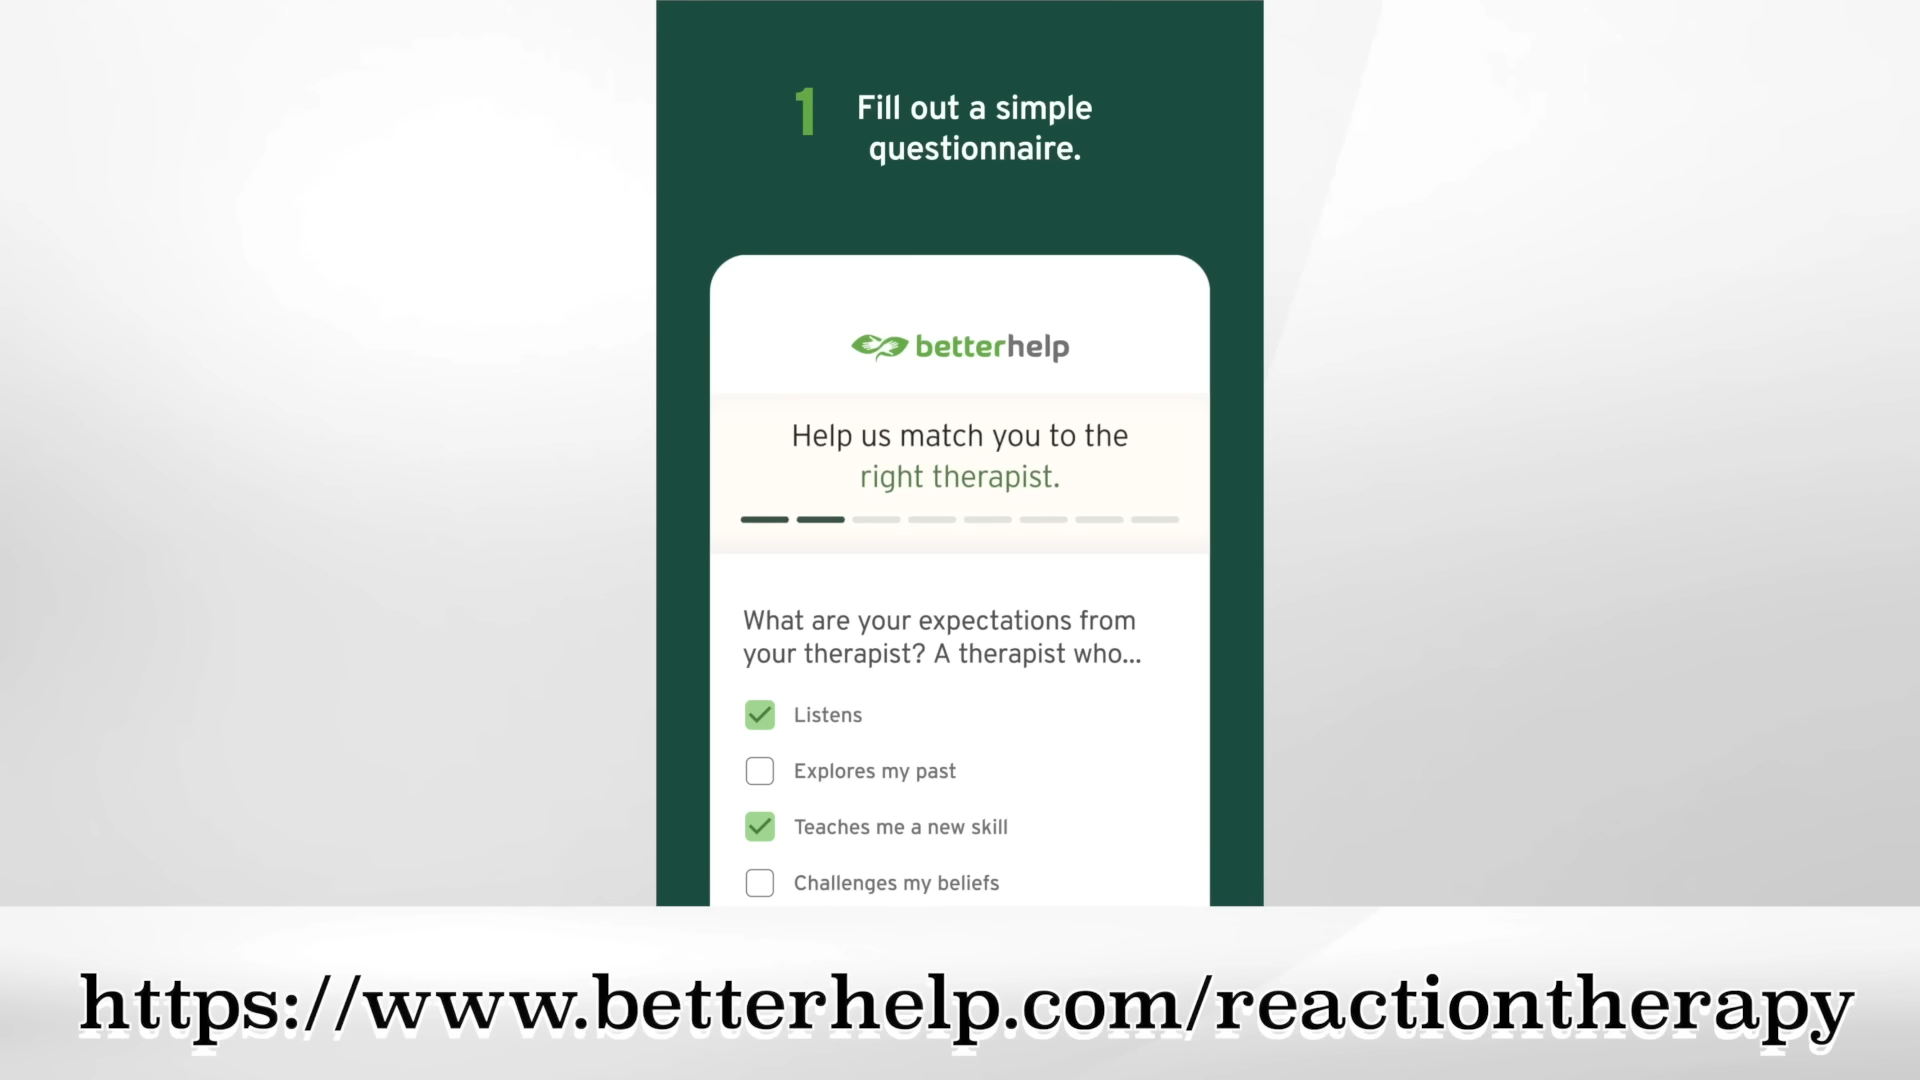 1 Fill out a simple
questionnaire.
betterhelp
Help us match you to the
right therapist.
What are your expectations from
your therapist? A therapist who...
Listens
Explores my past
Teaches me a new skill
Challenges my beliefs
https://www.betterhelp.com/reactiontherapy